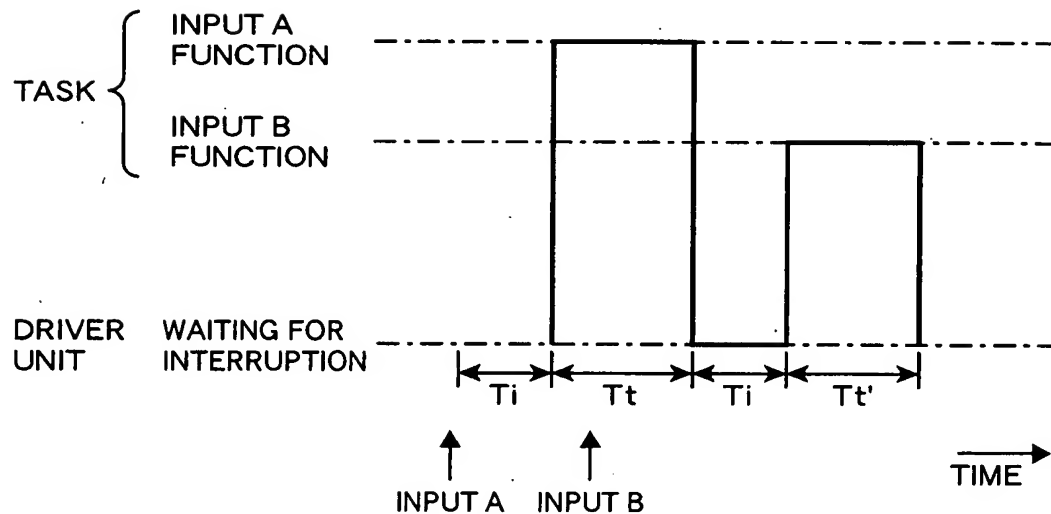 INPUT A
FUNCTION
TASK
INPUT B
FUNCTION
DRIVER
UNIT
WAITING FOR
INTERRUPTION
Ti
Tt
Ti
Tt'
INPUT A
INPUT B
TIME